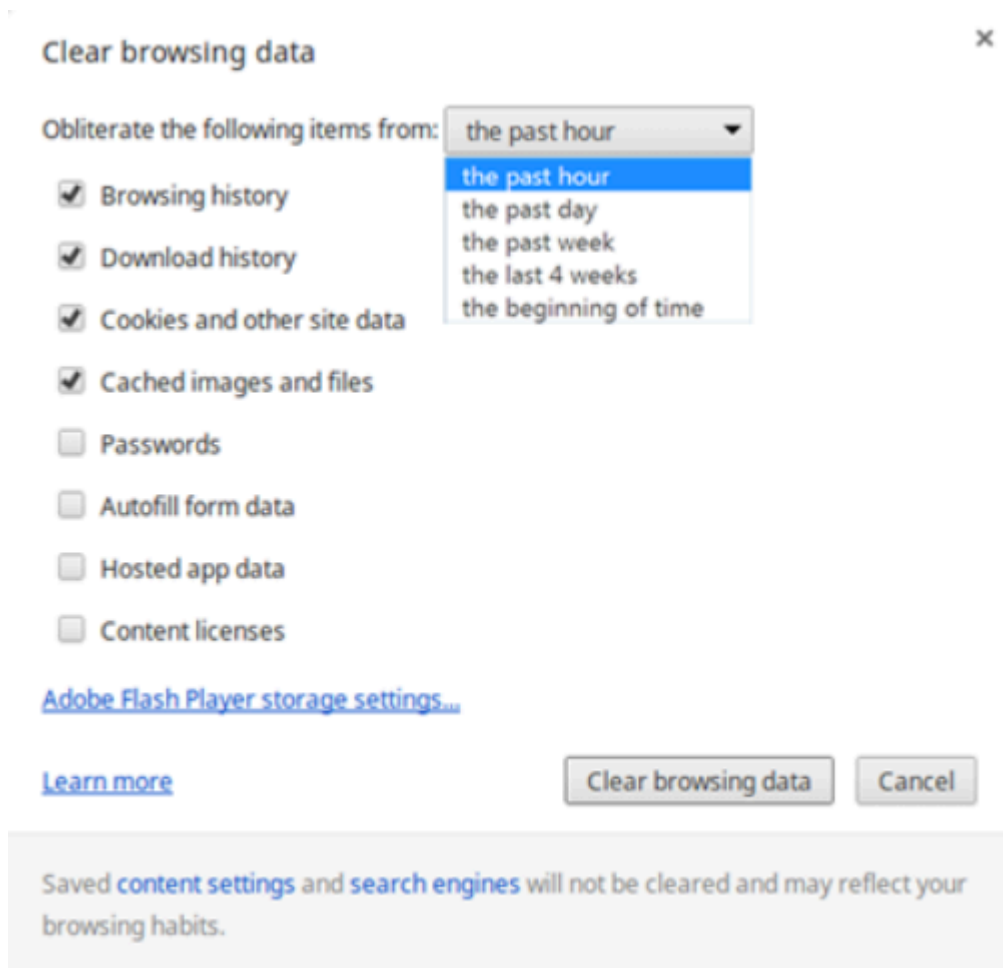 Clear browsing data
×
Obliterate the following items from: the past hour
the past hour
Browsing history
the past day
the past week
Download history
the last 4 weeks
the beginning of time
Cookies and other site data
Cached images and files
Passwords
Autofill form data
Hosted app data
Content licenses
Adobe Flash Player storage settings...
Learn more
Clear browsing data
Cancel
Saved content settings and search engines will not be cleared and may reflect your
browsing habits.